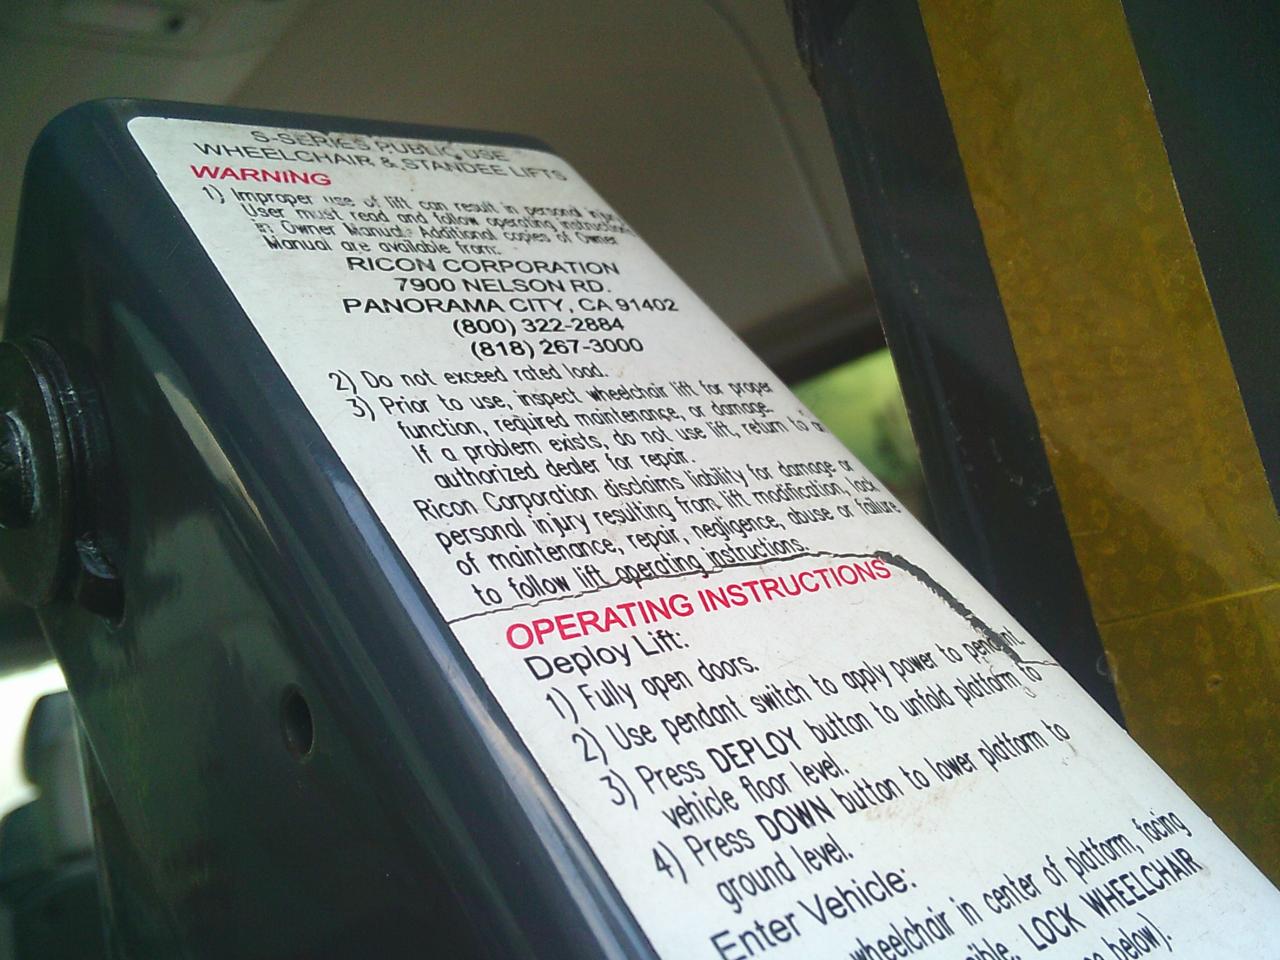 S-SERIES PUBLIC USE
WHEELCHAIR & STANDEE LIFTS
WARNING
1) Improper use of lift can result in personal injury
User must read and follow operating instructions
in Owner Manual. Additional copies of Owner
Manual are available from:
RICON CORPORATION
7900 NELSON RD.
PANORAMA CITY, CA 91402
(800) 322-2884
(818) 267-3000
2) Do not exceed rated load.
3) Prior to use, inspect wheelchair lift for proper
function, required maintenance, or damage.
If a problem exists, do not use lift, return to an
authorized dealer for repair.
Ricon Corporation disclaims liability for damage or
personal injury resulting from lift modification, lack
of maintenance, repair, negligence, abuse or failure
to follow lift operating instructions.
OPERATING INSTRUCTIONS
Deploy Lift:
1) Fully open doors.
2) Use pendant switch to apply power to pendant.
3) Press DEPLOY button to unfold platform to
vehicle floor level.
4) Press DOWN button to lower platform to
ground level.
Enter Vehicle:
wheelchair in center of platform, facing
LOCK WHEELCHAIR
below).